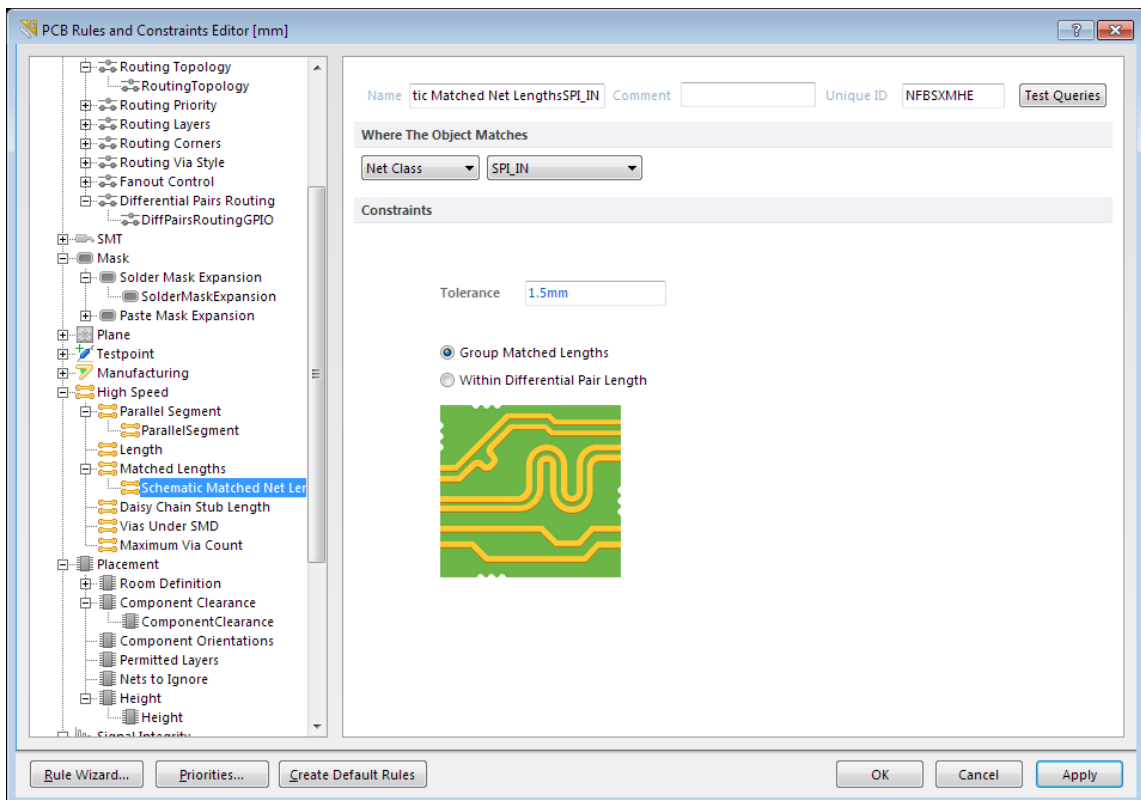 PCB Rules and Constraints Editor [mm]
Routing Topology
RoutingTopology
Routing Priority
Routing Layers
Routing Corners
Routing Via Style
Fanout Control
Differential Pairs Routing
DiffPairsRoutingGPIO
SMT
Mask
Solder Mask Expansion
SolderMaskExpansion
Paste Mask Expansion
Plane
Testpoint
Manufacturing
High Speed
Parallel Segment
ParallelSegment
Length
Matched Lengths
Schematic Matched Net Ler
Daisy Chain Stub Length
Vias Under SMD
Maximum Via Count
Placement
Room Definition
Component Clearance
ComponentClearance
Component Orientations
Permitted Layers
Nets to Ignore
Height
Height
Signal Integrity
Name tic Matched Net LengthsSPI_IN Comment Unique ID NFBSXMHE Test Queries
Where The Object Matches
Net Class SPI_IN
Constraints
Tolerance 1.5mm
Group Matched Lengths
Within Differential Pair Length
Rule Wizard... Priorities... Create Default Rules OK Cancel Apply